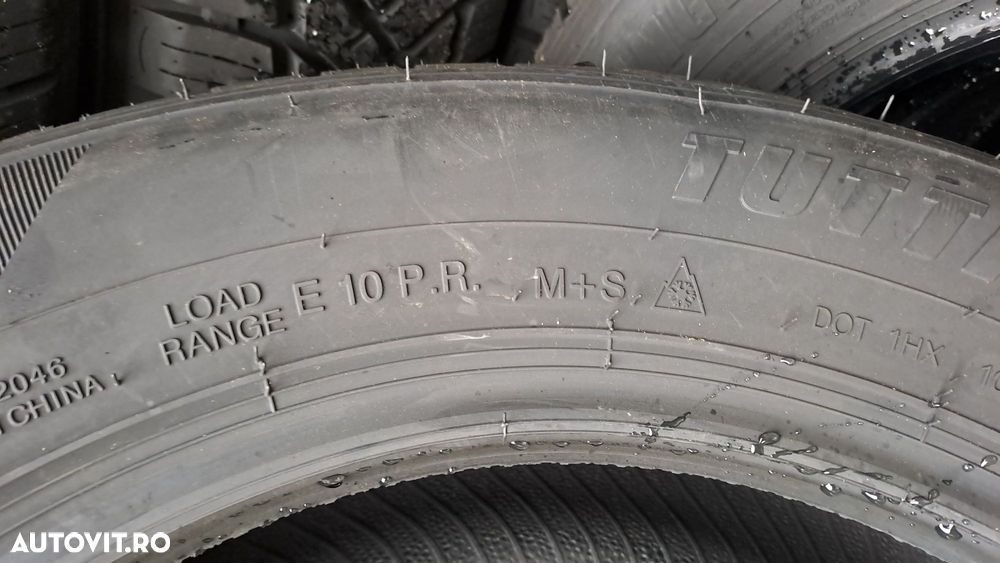 TUTTI
2046
CHINA
LOAD
RANGE E 10 P.R. M+S
DOT 1HX
AUTOVIT.RO